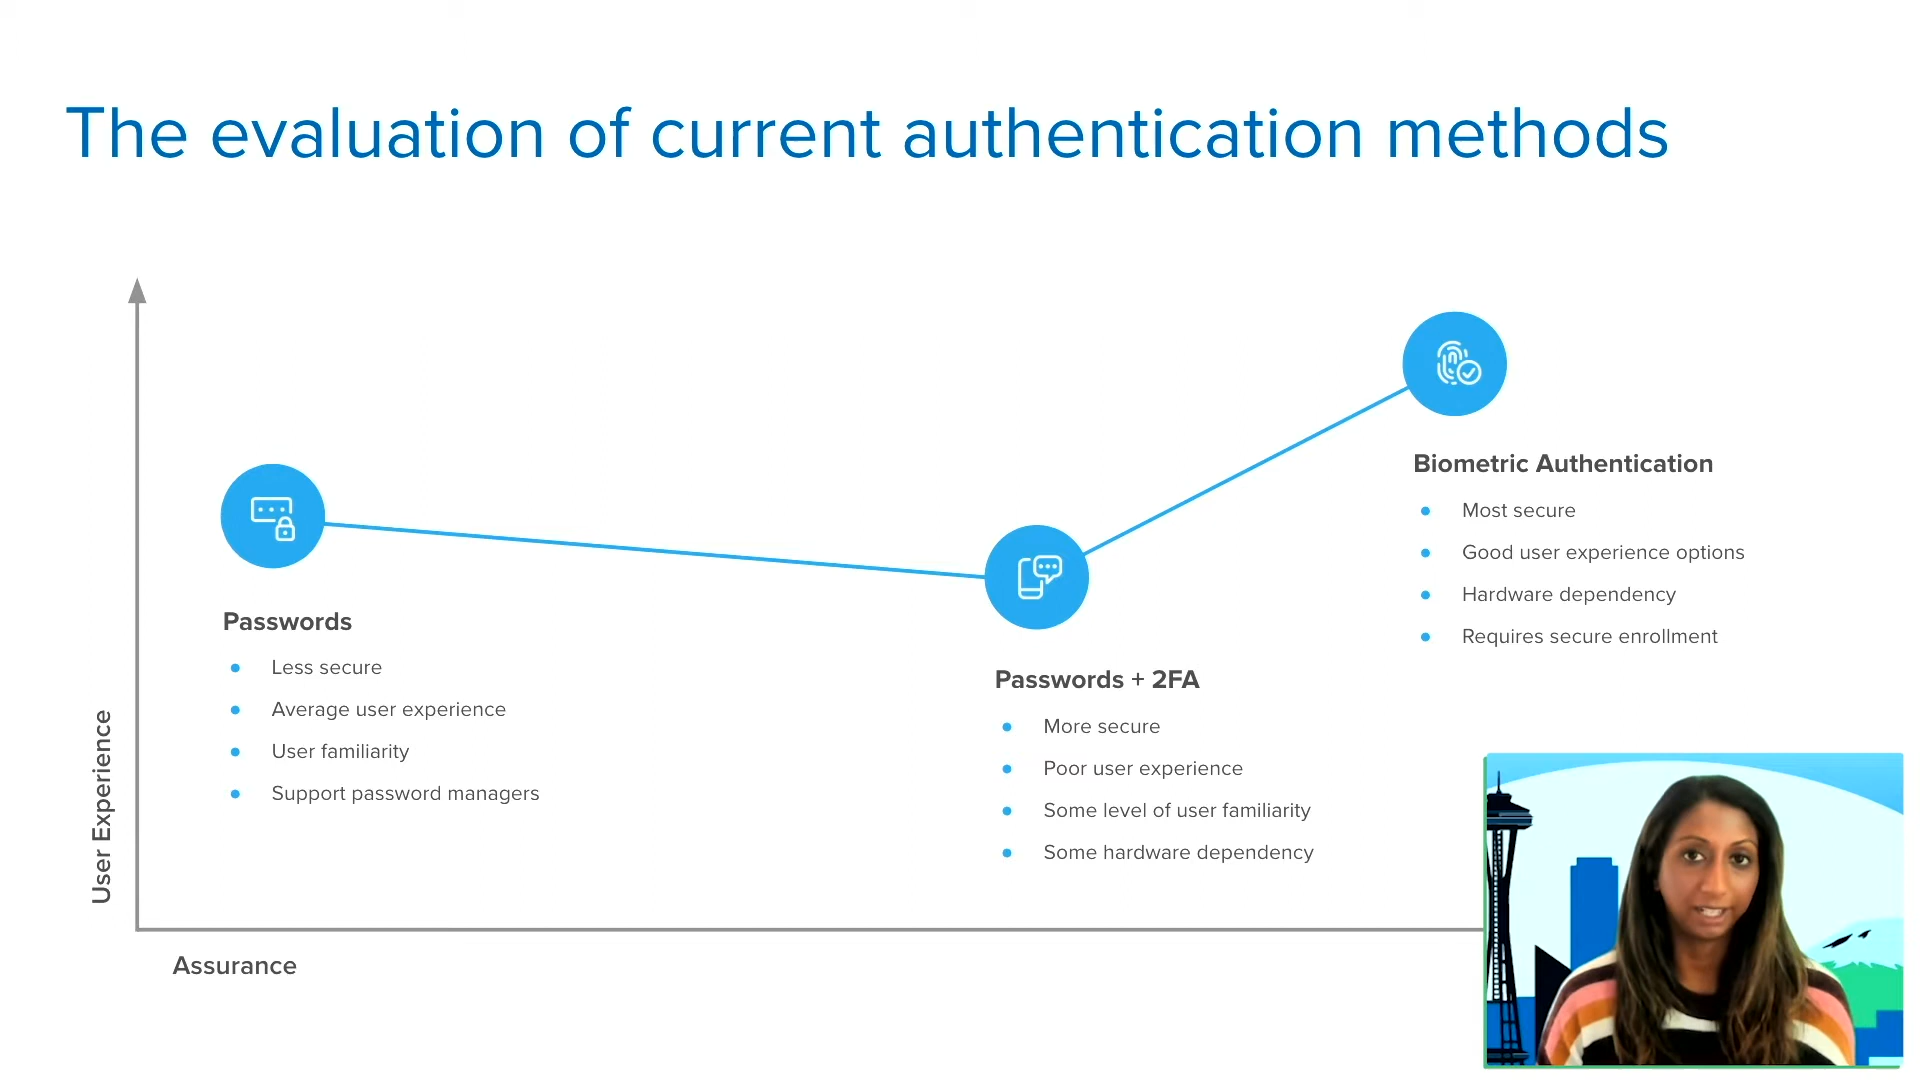 The evaluation of current authentication methods
User Experience
Assurance
Passwords
Less secure
Average user experience
User familiarity
Support password managers
Passwords + 2FA
More secure
Poor user experience
Some level of user familiarity
Some hardware dependency
Biometric Authentication
Most secure
Good user experience options
Hardware dependency
Requires secure enrollment